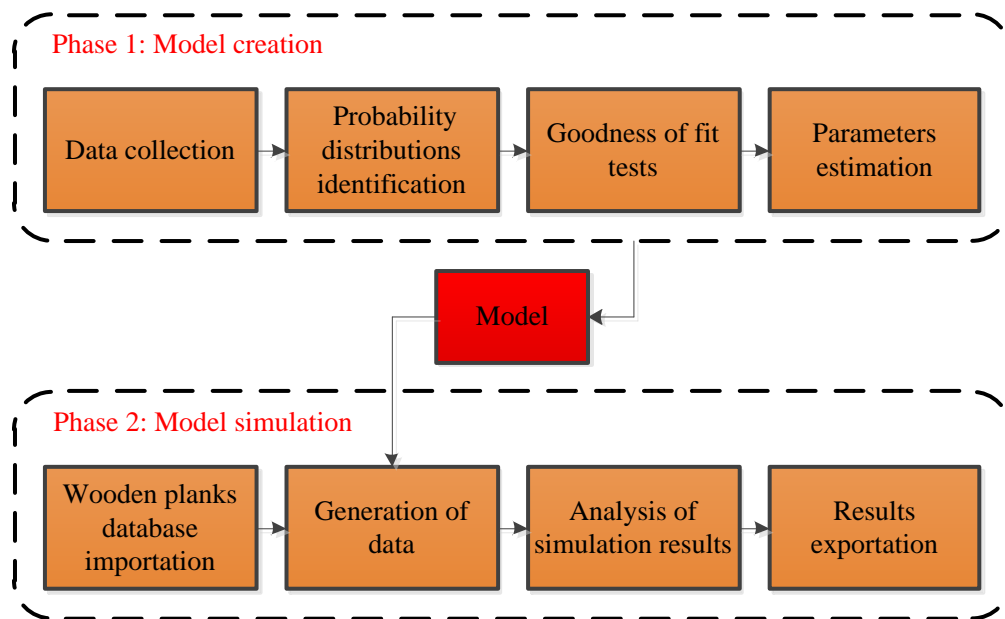 Phase 1: Model creation
Data collection
Probability
distributions
identification
Goodness of fit
tests
Parameters
estimation
Model
Phase 2: Model simulation
Wooden planks
database
importation
Generation of
data
Analysis of
simulation results
Results
exportation